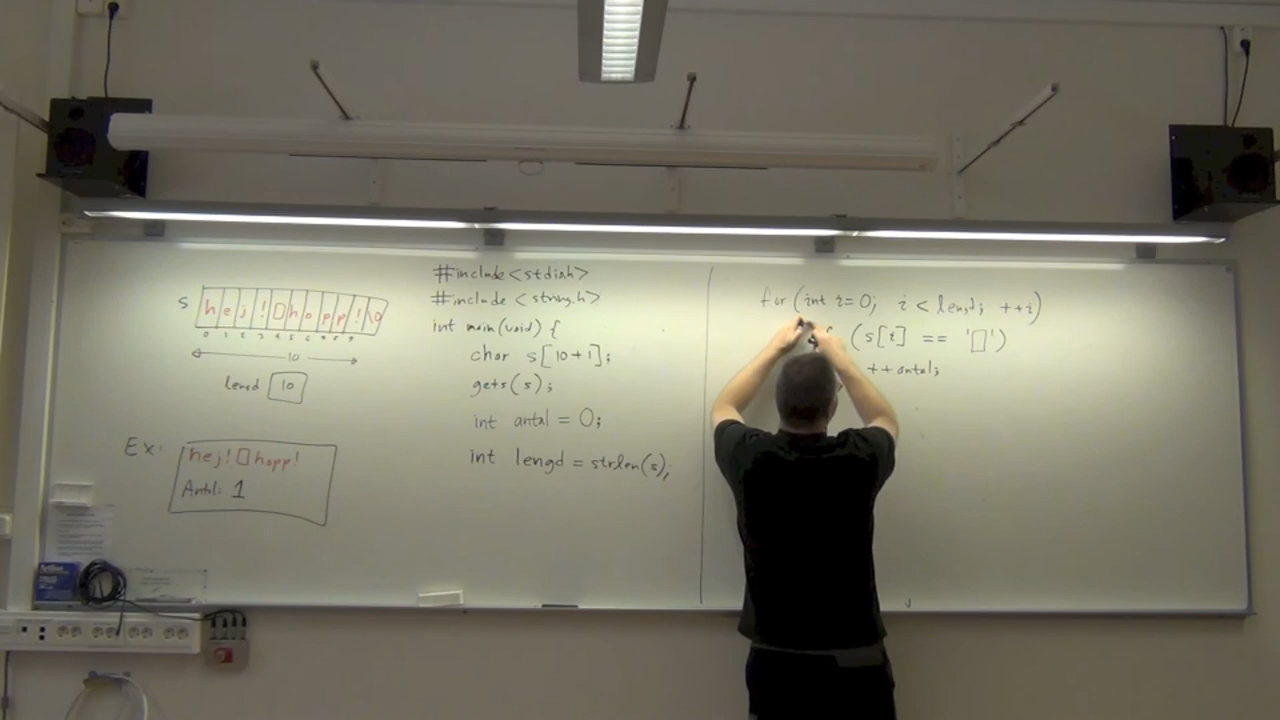 s hej!▯hopp!\0
0 1 2 3 4 5 6 7 8 9
10
lengd 10
Ex:
hej!▯hopp!
Antal: 1
#include <stdio.h>
#include <string.h>
int main(void) {
char s[10+1];
gets(s);
int antal = 0;
int lengd = strlen(s);
for (int i=0; i < lengd; ++i)
(s[i] == '▯')
++antal;